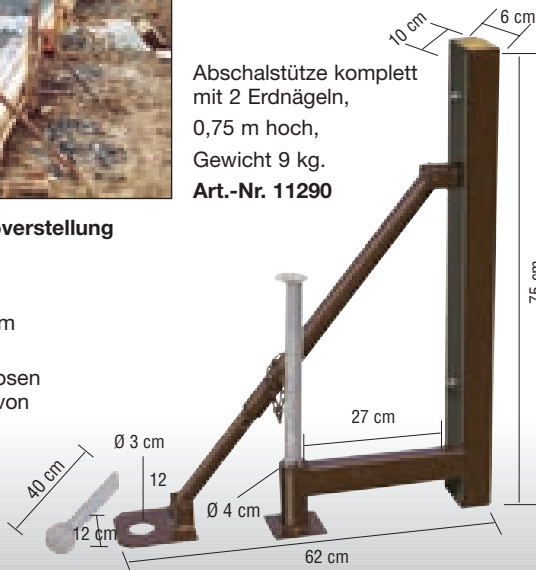 10 cm
6 cm
Abschalstütze komplett
mit 2 Erdnägeln,
0,75 m hoch,
Gewicht 9 kg.
Art.-Nr. 11290
verstellung
m
osen
von
75 cm
27 cm
Ø 3 cm
12
40 cm
Ø 4 cm
12 cm
62 cm